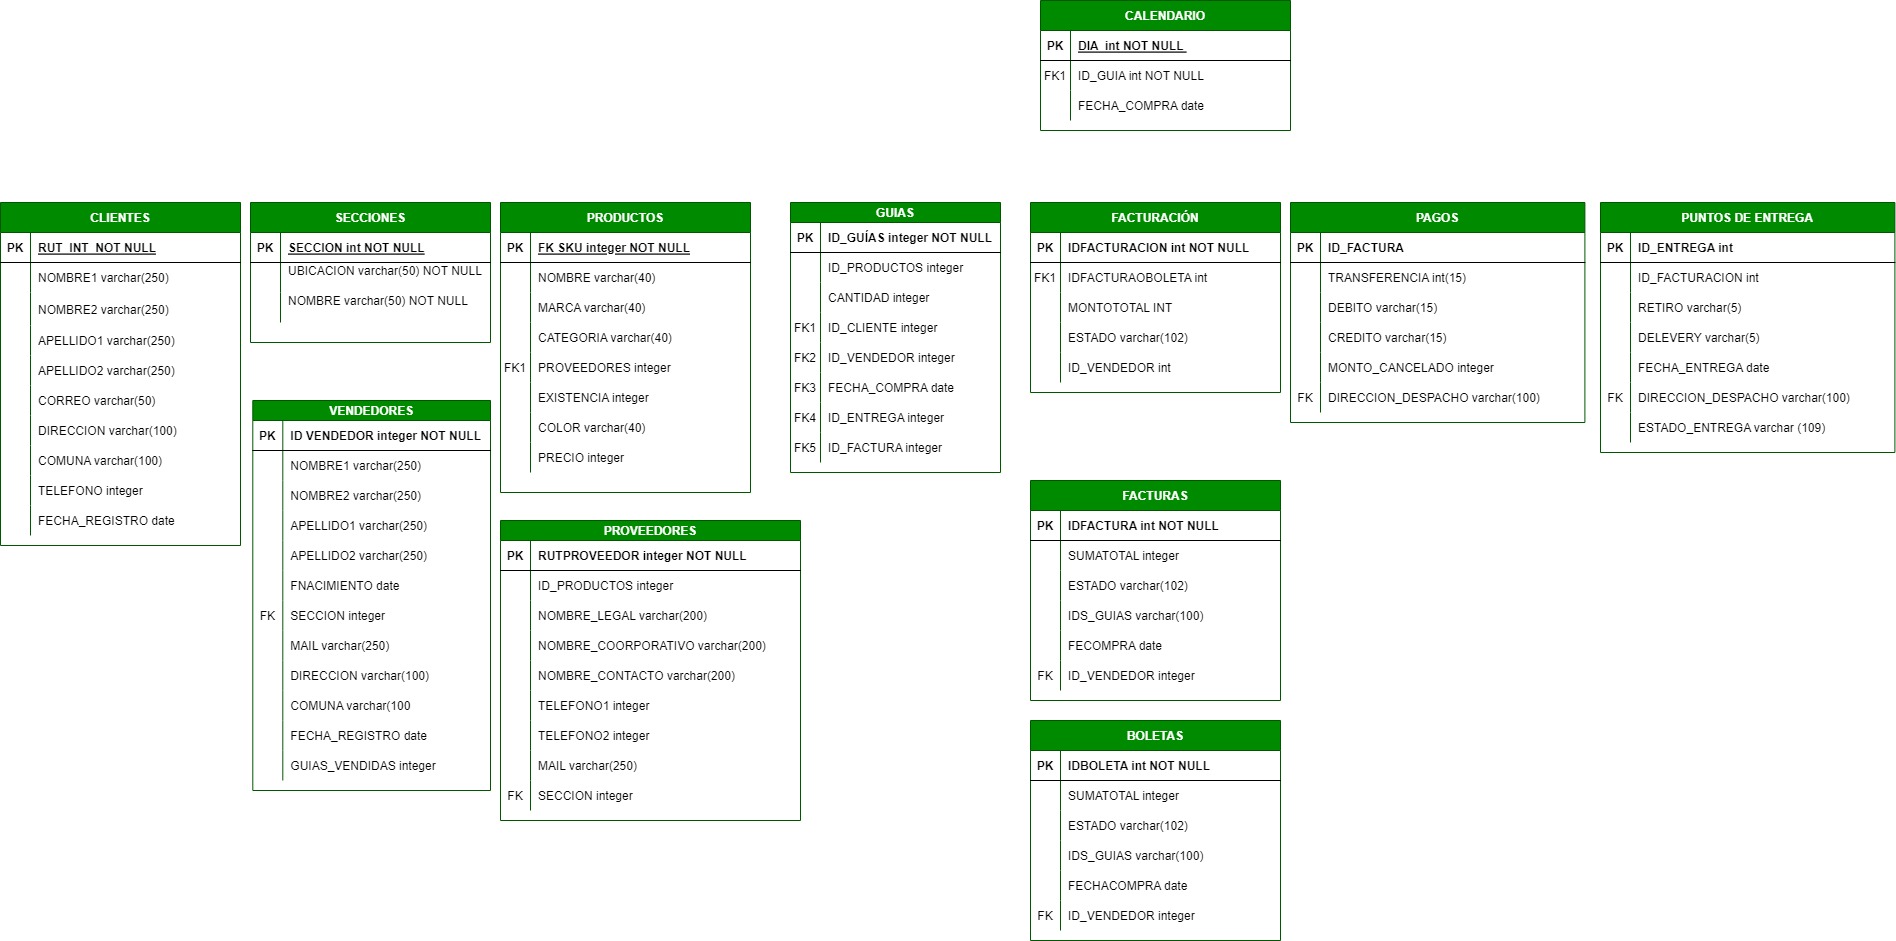 CALENDARIO
PK DIA int NOT NULL
FK1 ID_GUIA int NOT NULL
FECHA_COMPRA date
CLIENTES
PK RUT_INT NOT NULL
NOMBRE1 varchar(250)
NOMBRE2 varchar(250)
APELLIDO1 varchar(250)
APELLIDO2 varchar(250)
CORREO varchar(50)
DIRECCION varchar(100)
COMUNA varchar(100)
TELEFONO integer
FECHA_REGISTRO date
SECCIONES
PK SECCION int NOT NULL
UBICACION varchar(50) NOT NULL
NOMBRE varchar(50) NOT NULL
VENDEDORES
PK ID VENDEDOR integer NOT NULL
NOMBRE1 varchar(250)
NOMBRE2 varchar(250)
APELLIDO1 varchar(250)
APELLIDO2 varchar(250)
FNACIMIENTO date
FK SECCION integer
MAIL varchar(250)
DIRECCION varchar(100)
COMUNA varchar(100
FECHA_REGISTRO date
GUIAS_VENDIDAS integer
PRODUCTOS
PK FK SKU integer NOT NULL
NOMBRE varchar(40)
MARCA varchar(40)
CATEGORIA varchar(40)
FK1 PROVEEDORES integer
EXISTENCIA integer
COLOR varchar(40)
PRECIO integer
PROVEEDORES
PK RUTPROVEEDOR integer NOT NULL
ID_PRODUCTOS integer
NOMBRE_LEGAL varchar(200)
NOMBRE_COORPORATIVO varchar(200)
NOMBRE_CONTACTO varchar(200)
TELEFONO1 integer
TELEFONO2 integer
MAIL varchar(250)
FK SECCION integer
GUIAS
PK ID_GUÍAS integer NOT NULL
ID_PRODUCTOS integer
CANTIDAD integer
FK1 ID_CLIENTE integer
FK2 ID_VENDEDOR integer
FK3 FECHA_COMPRA date
FK4 ID_ENTREGA integer
FK5 ID_FACTURA integer
FACTURACIÓN
PK IDFACTURACION int NOT NULL
FK1 IDFACTURAOBOLETA int
MONTOTOTAL INT
ESTADO varchar(102)
ID_VENDEDOR int
FACTURAS
PK IDFACTURA int NOT NULL
SUMATOTAL integer
ESTADO varchar(102)
IDS_GUIAS varchar(100)
FECOMPRA date
FK ID_VENDEDOR integer
BOLETAS
PK IDBOLETA int NOT NULL
SUMATOTAL integer
ESTADO varchar(102)
IDS_GUIAS varchar(100)
FECHACOMPRA date
FK ID_VENDEDOR integer
PAGOS
PK ID_FACTURA
TRANSFERENCIA int(15)
DEBITO varchar(15)
CREDITO varchar(15)
MONTO_CANCELADO integer
FK DIRECCION_DESPACHO varchar(100)
PUNTOS DE ENTREGA
PK ID_ENTREGA int
ID_FACTURACION int
RETIRO varchar(5)
DELEVERY varchar(5)
FECHA_ENTREGA date
FK DIRECCION_DESPACHO varchar(100)
ESTADO_ENTREGA varchar (109)